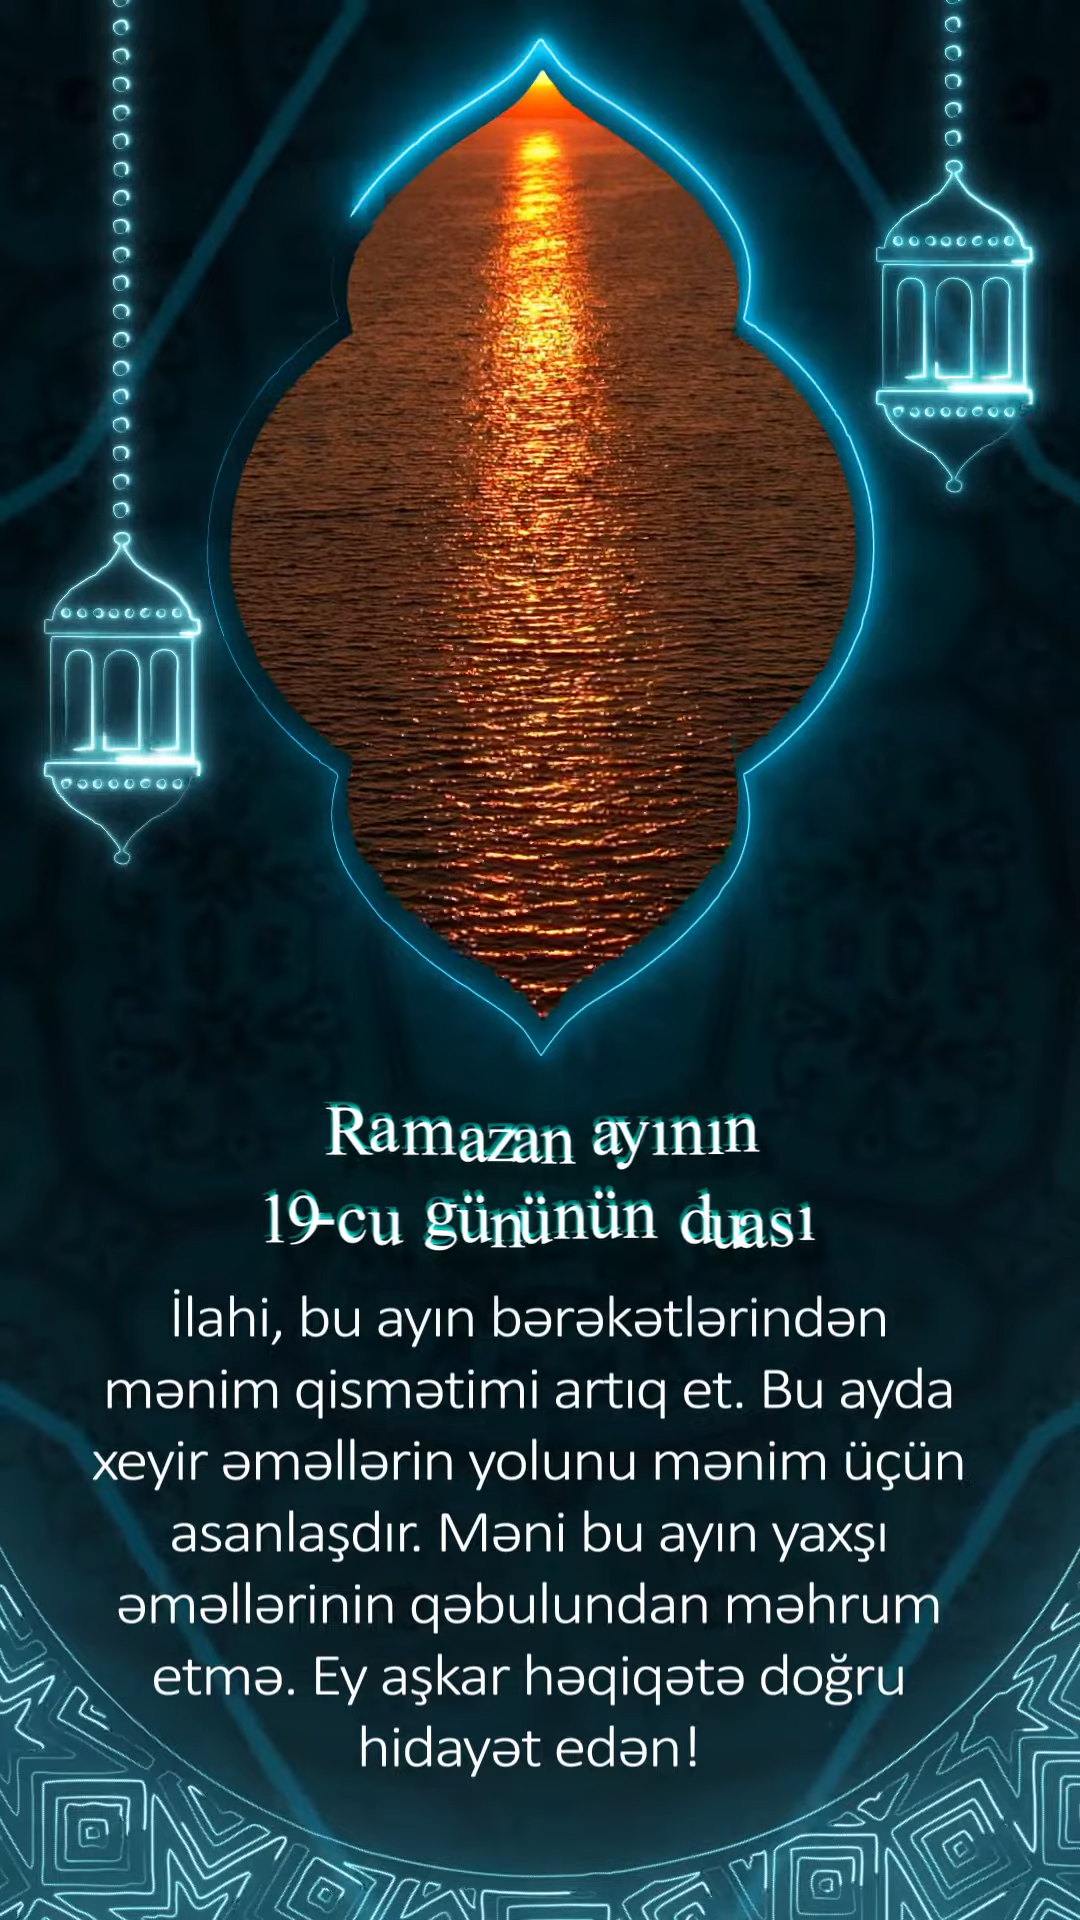 Ramazan ayının
19-cu gününün duası
İlahi, bu ayın bərəkətlərindən
mənim qismətimi artıq et. Bu ayda
xeyir əməllərin yolunu mənim üçün
asanlaşdır. Məni bu ayın yaxşı
əməllərinin qəbulundan məhrum
etmə. Ey aşkar həqiqətə doğru
hidayət edən!